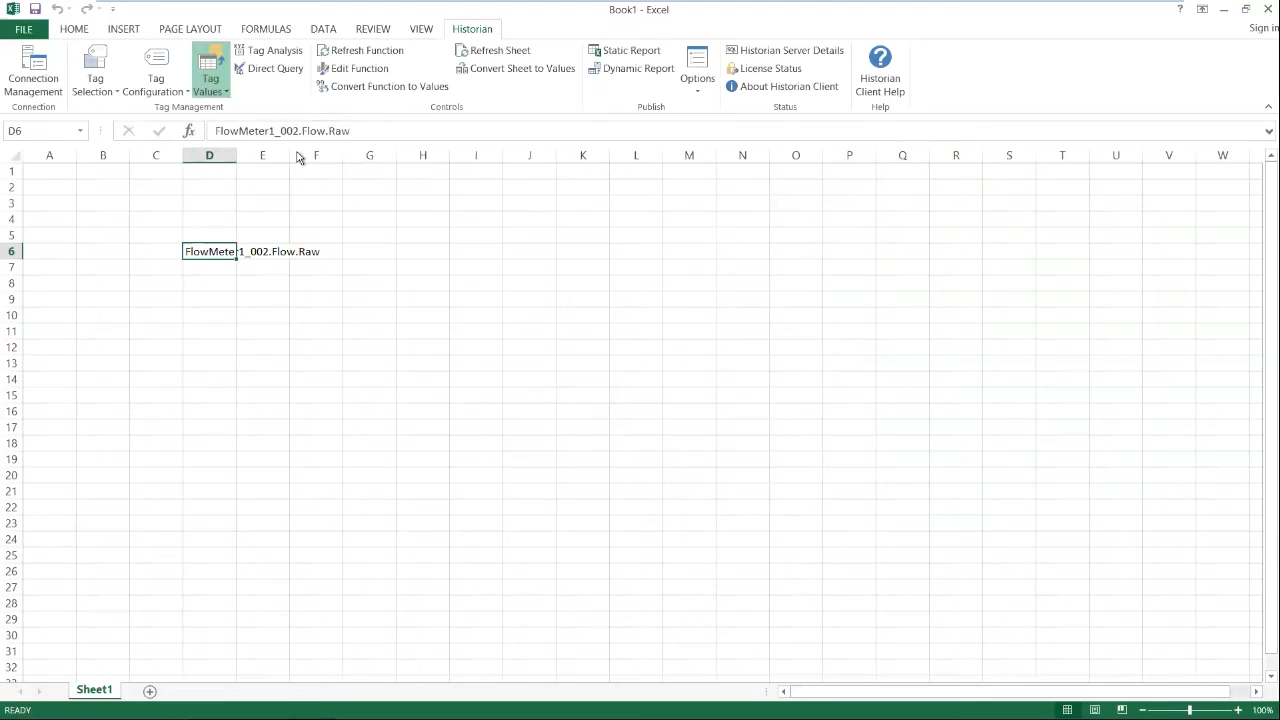 Book1 - Excel
?
Sign in
FILE HOME INSERT PAGE LAYOUT FORMULAS DATA REVIEW VIEW Historian
Connection Management
Tag Selection
Tag Configuration
Tag Values
Tag Analysis
Direct Query
Refresh Function
Edit Function
Convert Function to Values
Refresh Sheet
Convert Sheet to Values
Static Report
Dynamic Report
Options
Historian Server Details
License Status
About Historian Client
Historian Client Help
Connection Tag Management Controls Publish Status Help
D6 fx FlowMeter1_002.Flow.Raw
A B C D E F G H I J K L M N O P Q R S T U V W
1
2
3
4
5
6 FlowMeter1_002.Flow.Raw
7
8
9
10
11
12
13
14
15
16
17
18
19
20
21
22
23
24
25
26
27
28
29
30
31
32
Sheet1
READY 100%